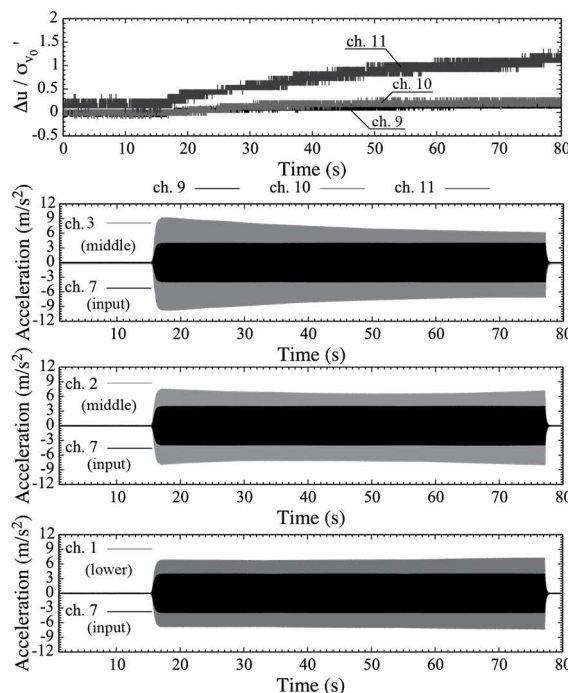 2
1.5
1
0.5
0
-0.5
Δu / σv0'
ch. 11
ch. 10
ch. 9
0 10 20 30 40 50 60 70 80
Time (s)
ch. 9 ch. 10 ch. 11
Acceleration (m/s²)
12
9
6
3
0
-3
-6
-9
-12
ch. 3
(middle)
ch. 7
(input)
10 20 30 40 50 60 70 80
Time (s)
Acceleration (m/s²)
12
9
6
3
0
-3
-6
-9
-12
ch. 2
(middle)
ch. 7
(input)
10 20 30 40 50 60 70 80
Time (s)
Acceleration (m/s²)
12
9
6
3
0
-3
-6
-9
-12
ch. 1
(lower)
ch. 7
(input)
10 20 30 40 50 60 70 80
Time (s)